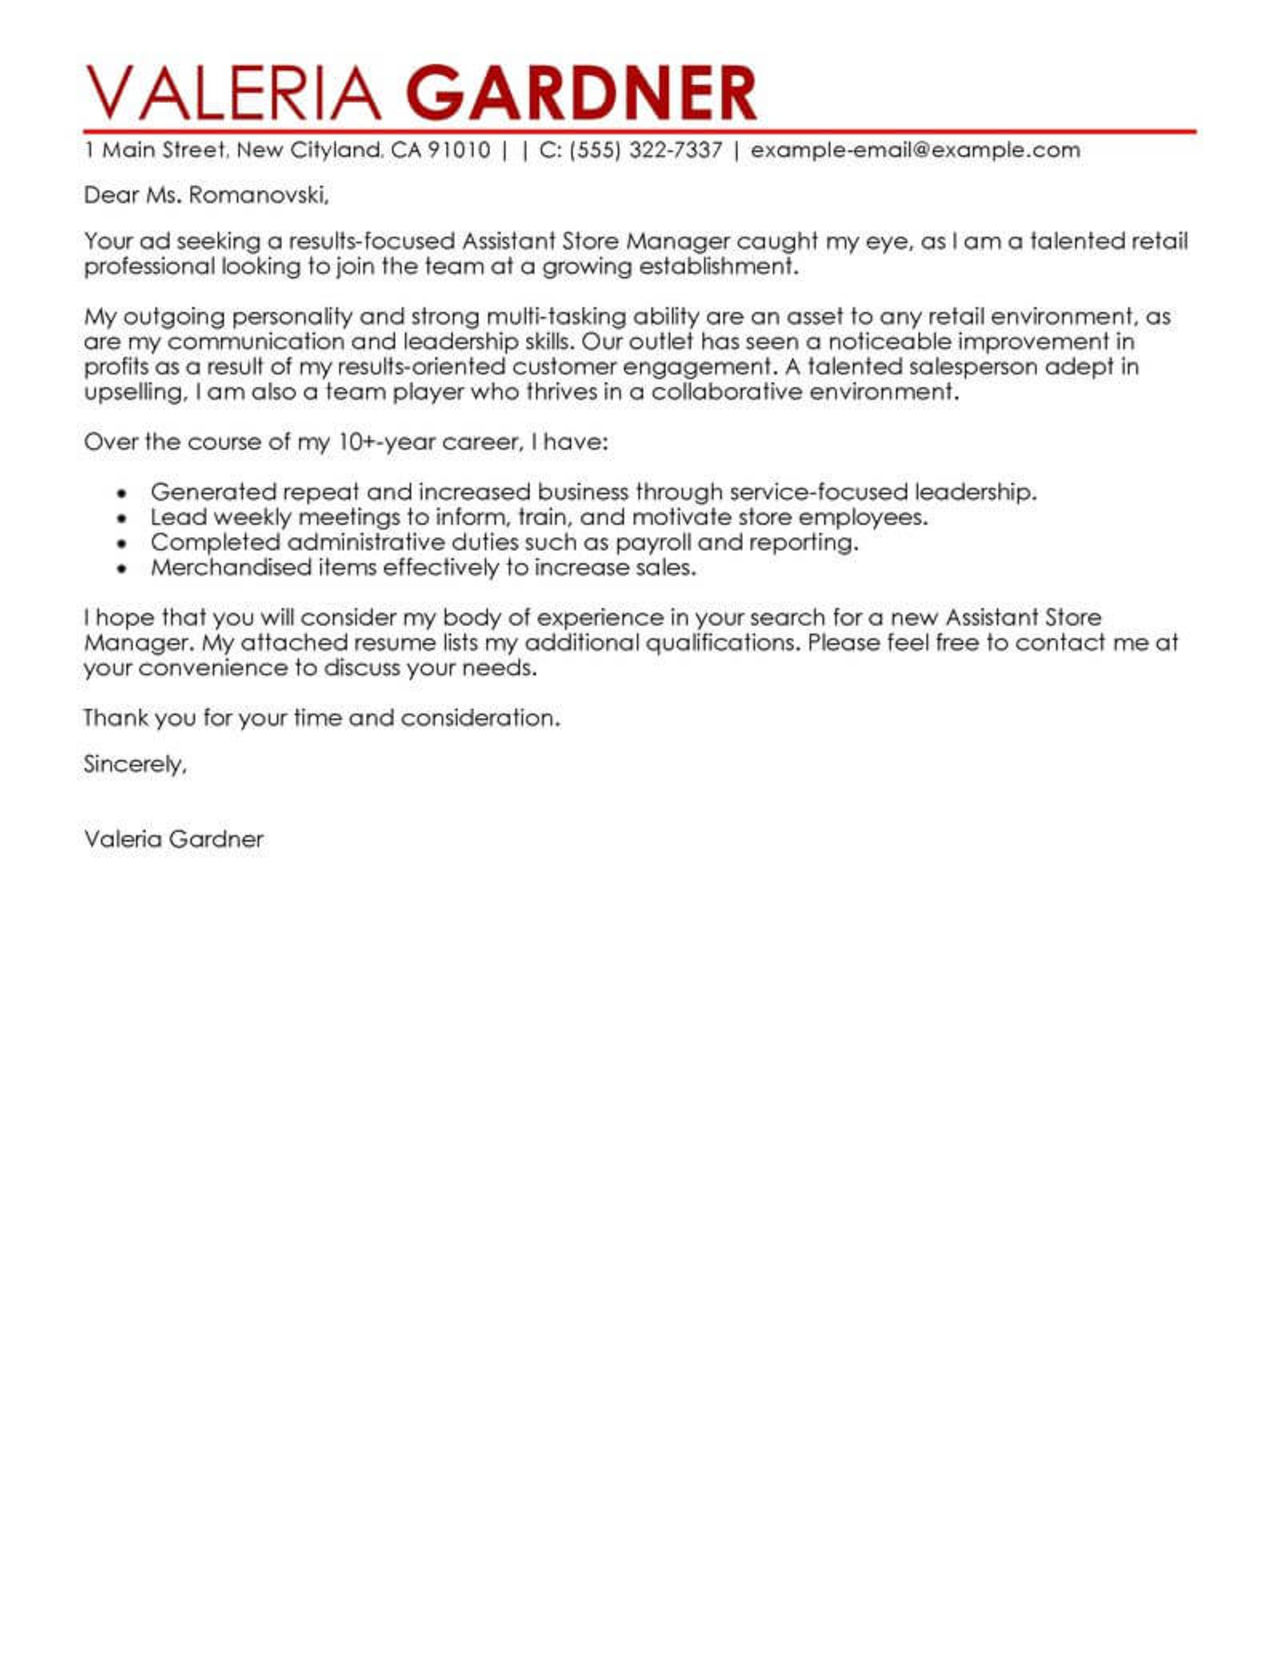 VALERIA GARDNER
1 Main Street, New Cityland, CA 91010 | | C: (555) 322-7337 | example-email@example.com
Dear Ms. Romanovski,
Your ad seeking a results-focused Assistant Store Manager caught my eye, as I am a talented retail
professional looking to join the team at a growing establishment.
My outgoing personality and strong multi-tasking ability are an asset to any retail environment, as
are my communication and leadership skills. Our outlet has seen a noticeable improvement in
profits as a result of my results-oriented customer engagement. A talented salesperson adept in
upselling, I am also a team player who thrives in a collaborative environment.
Over the course of my 10+-year career, I have:
• Generated repeat and increased business through service-focused leadership.
• Lead weekly meetings to inform, train, and motivate store employees.
• Completed administrative duties such as payroll and reporting.
• Merchandised items effectively to increase sales.
I hope that you will consider my body of experience in your search for a new Assistant Store
Manager. My attached resume lists my additional qualifications. Please feel free to contact me at
your convenience to discuss your needs.
Thank you for your time and consideration.
Sincerely,
Valeria Gardner